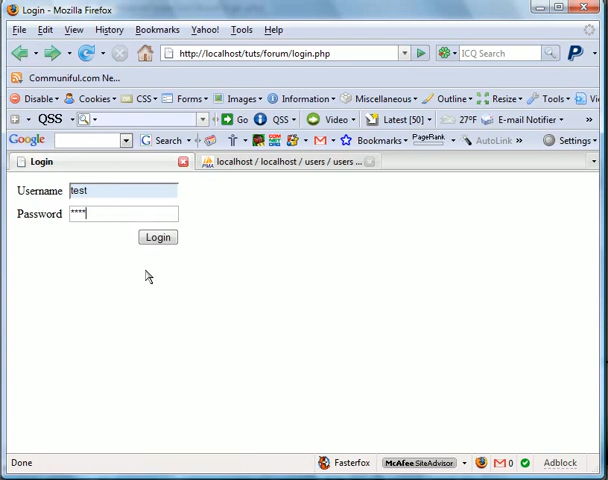 Login - Mozilla Firefox
File Edit View History Bookmarks Yahoo! Tools Help
http://localhost/tuts/forum/login.php ICQ Search
Communiful.com Ne...
Disable Cookies CSS Forms Images Information Miscellaneous Outline Resize Tools Vi
QSS Go Video Latest [50] 27°F E-mail Notifier
Google Search PageRank Bookmarks AutoLink Settings
Login localhost / localhost / users / users ...
Username test
Password ****
Login
Done Fasterfox McAfee SiteAdvisor 0 Adblock